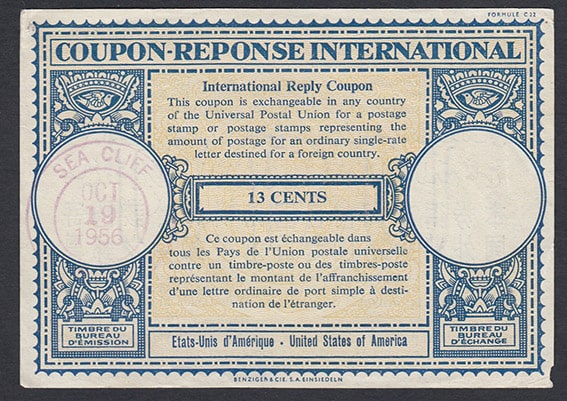 FORMULE C 22
COUPON-REPONSE INTERNATIONAL
International Reply Coupon
This coupon is exchangeable in any country
of the Universal Postal Union for a postage
stamp or postage stamps representing the
amount of postage for an ordinary single-rate
letter destined for a foreign country.
SEA CLIFF
OCT
19
1956
13 CENTS
Ce coupon est échangeable dans
tous les Pays de l'Union postale universelle
contre un timbre-poste ou des timbres-poste
représentant le montant de l'affranchissement
d'une lettre ordinaire de port simple à desti-
nation de l'étranger.
TIMBRE DU
BUREAU
D'ÉMISSION
Etats-Unis d'Amérique · United States of America
TIMBRE DU
BUREAU
D'ÉCHANGE
BENZIGER & CIE. S.A. EINSIEDELN